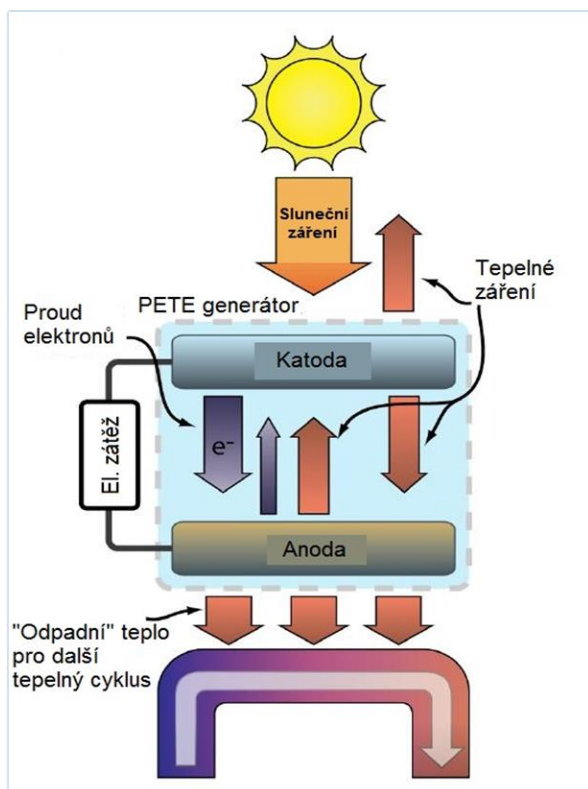 Sluneční
záření
Tepelné
záření
PETE generátor
Proud
elektronů
Katoda
El. zátěž
e-
Anoda
"Odpadní" teplo
pro další
tepelný cyklus